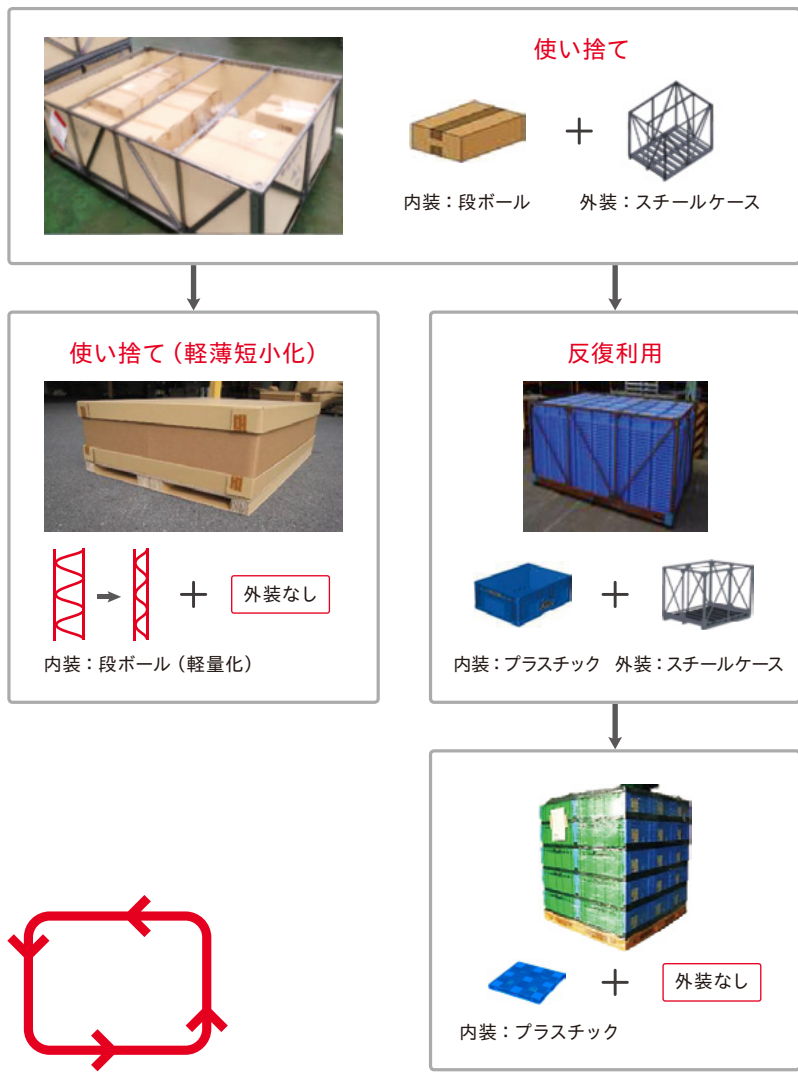 使い捨て
内装：段ボール
外装：スチールケース
使い捨て（軽薄短小化）
外装なし
内装：段ボール（軽量化）
反復利用
内装：プラスチック
外装：スチールケース
外装なし
内装：プラスチック